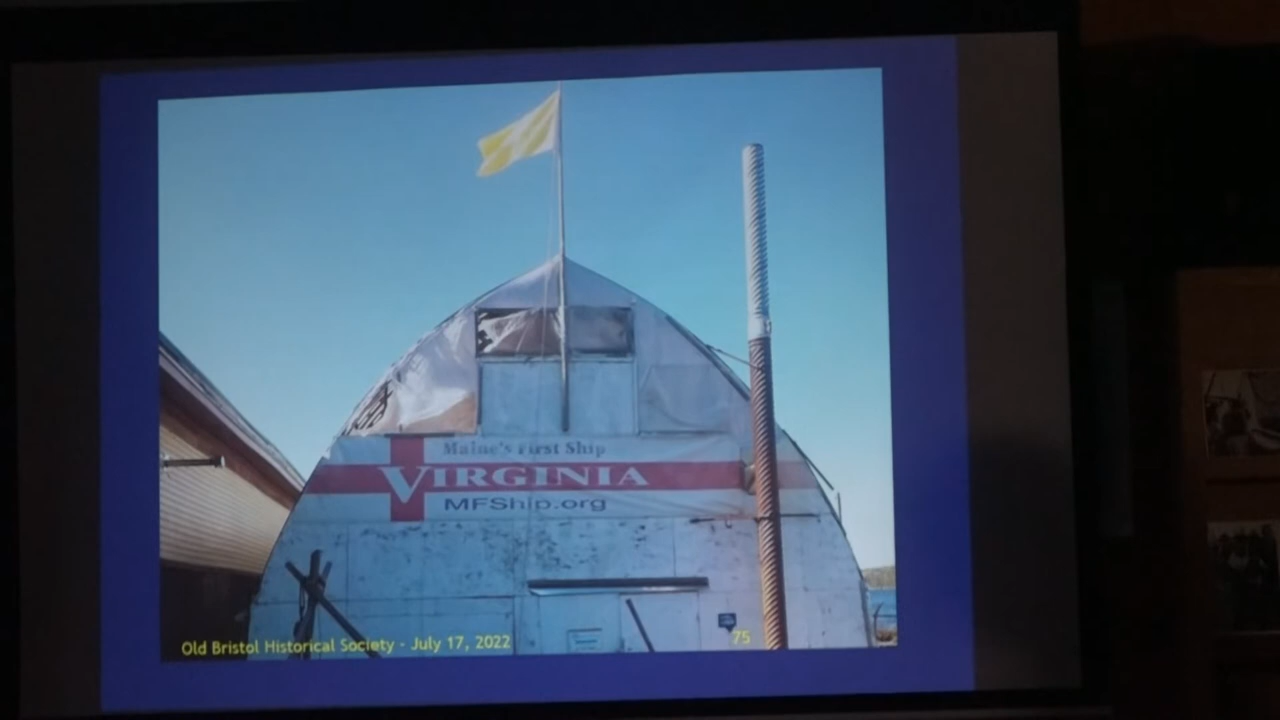 Maine's First Ship
VIRGINIA
MFShip.org
Old Bristol Historical Society - July 17, 2022
75